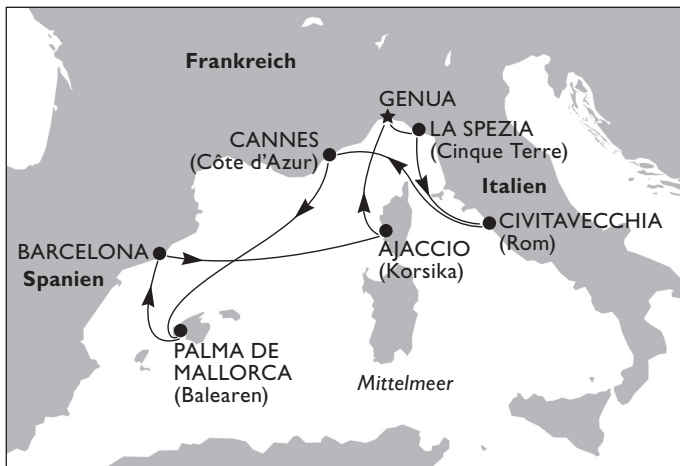 Frankreich
GENUA
CANNES
(Côte d'Azur)
LA SPEZIA
(Cinque Terre)
Italien
CIVITAVECCHIA
(Rom)
BARCELONA
Spanien
AJACCIO
(Korsika)
PALMA DE
MALLORCA
(Balearen)
Mittelmeer